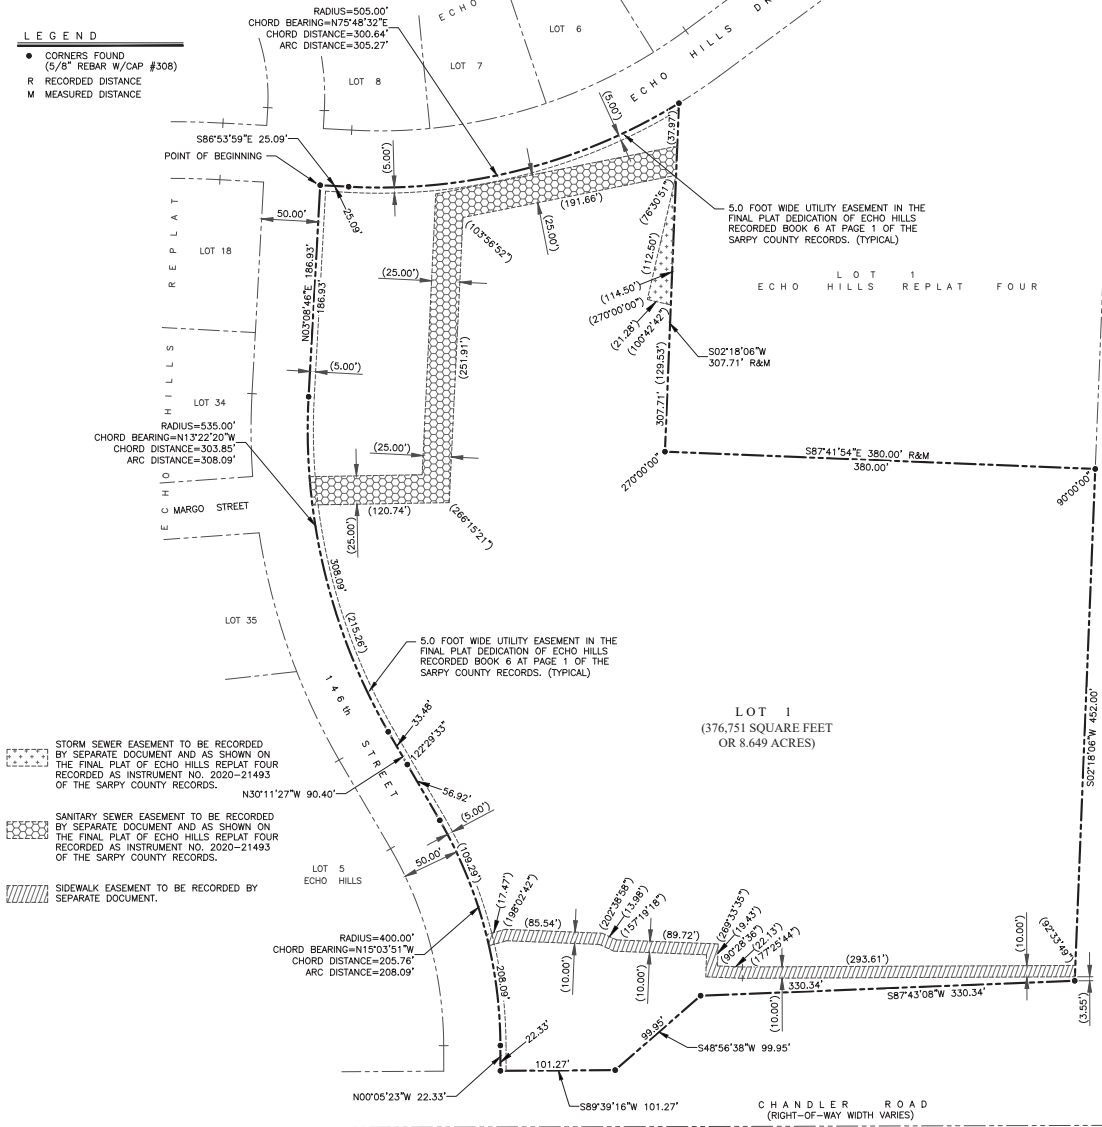 LEGEND
CORNERS FOUND
(5/8" REBAR W/CAP #308)
R RECORDED DISTANCE
M MEASURED DISTANCE
RADIUS=505.00'
CHORD BEARING=N75°48'32"E
CHORD DISTANCE=300.64'
ARC DISTANCE=305.27'
ECHO
LOT 6
LOT 7
LOT 8
ECHO HILLS DR
S86°53'59"E 25.09'
POINT OF BEGINNING
(5.00')
(5.00')
(37.97')
25.09'
50.00'
LOT 18
ECHO HILLS REPLAT
N03°08'46"E 186.93'
186.93'
(191.66')
(25.00')
(103°56'52")
(76°30'51")
5.0 FOOT WIDE UTILITY EASEMENT IN THE
FINAL PLAT DEDICATION OF ECHO HILLS
RECORDED BOOK 6 AT PAGE 1 OF THE
SARPY COUNTY RECORDS. (TYPICAL)
LOT 1
ECHO HILLS REPLAT FOUR
(25.00')
(112.50')
(114.50')
(270°00'00")
(21.28')
(100°42'42")
(251.91')
S02°18'06"W
307.71' R&M
307.71' (129.53')
(5.00')
LOT 34
RADIUS=535.00'
CHORD BEARING=N13°22'20"W
CHORD DISTANCE=303.85'
ARC DISTANCE=308.09'
(25.00')
270°00'00"
S87°41'54"E 380.00' R&M
380.00'
90°00'00"
MARGO STREET
(120.74')
(25.00')
(266°15'21")
308.09'
(215.26')
LOT 35
5.0 FOOT WIDE UTILITY EASEMENT IN THE
FINAL PLAT DEDICATION OF ECHO HILLS
RECORDED BOOK 6 AT PAGE 1 OF THE
SARPY COUNTY RECORDS. (TYPICAL)
146th STREET
33.48'
122°29'33"
N30°11'27"W 90.40'
56.92'
(5.00')
50.00'
(109.29')
LOT 1
(376,751 SQUARE FEET
OR 8.649 ACRES)
S02°18'06"W 452.00'
STORM SEWER EASEMENT TO BE RECORDED
BY SEPARATE DOCUMENT AND AS SHOWN ON
THE FINAL PLAT OF ECHO HILLS REPLAT FOUR
RECORDED AS INSTRUMENT NO. 2020-21493
OF THE SARPY COUNTY RECORDS.
SANITARY SEWER EASEMENT TO BE RECORDED
BY SEPARATE DOCUMENT AND AS SHOWN ON
THE FINAL PLAT OF ECHO HILLS REPLAT FOUR
RECORDED AS INSTRUMENT NO. 2020-21493
OF THE SARPY COUNTY RECORDS.
SIDEWALK EASEMENT TO BE RECORDED BY
SEPARATE DOCUMENT.
LOT 5
ECHO HILLS
RADIUS=400.00'
CHORD BEARING=N15°03'51"W
CHORD DISTANCE=205.76'
ARC DISTANCE=208.09'
(17.47')
(198°02'42")
(85.54')
(10.00')
(202°38'58")
(13.98')
(157°19'18")
(89.72')
(10.00')
(269°33'35")
(19.43')
(90°28'36")
(22.13')
(177°25'44")
(293.61')
(10.00')
(92°33'49")
330.34'
S87°43'08"W 330.34'
(10.00')
(3.55')
208.09'
22.33'
99.95'
S48°56'38"W 99.95'
101.27'
N00°05'23"W 22.33'
S89°39'16"W 101.27'
CHANDLER ROAD
(RIGHT-OF-WAY WIDTH VARIES)